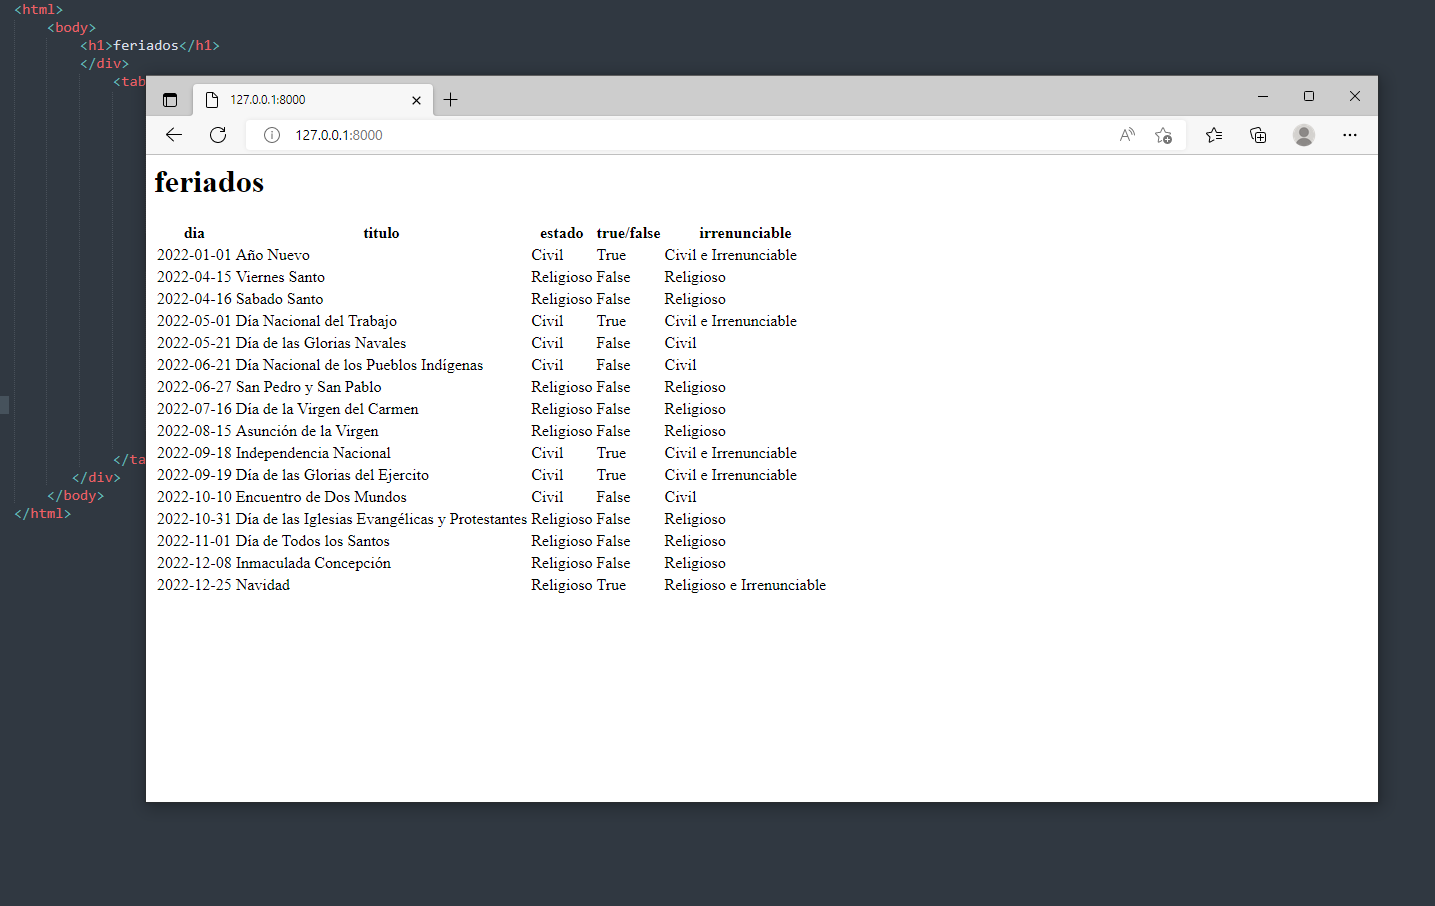 <html>
<body>
<h1>feriados</h1>
</div>
<tab
127.0.0.1:8000
127.0.0.1:8000
feriados
dia titulo estado true/false irrenunciable
2022-01-01 Año Nuevo Civil True Civil e Irrenunciable
2022-04-15 Viernes Santo Religioso False Religioso
2022-04-16 Sabado Santo Religioso False Religioso
2022-05-01 Día Nacional del Trabajo Civil True Civil e Irrenunciable
2022-05-21 Día de las Glorias Navales Civil False Civil
2022-06-21 Día Nacional de los Pueblos Indígenas Civil False Civil
2022-06-27 San Pedro y San Pablo Religioso False Religioso
2022-07-16 Día de la Virgen del Carmen Religioso False Religioso
2022-08-15 Asunción de la Virgen Religioso False Religioso
2022-09-18 Independencia Nacional Civil True Civil e Irrenunciable
2022-09-19 Día de las Glorias del Ejercito Civil True Civil e Irrenunciable
2022-10-10 Encuentro de Dos Mundos Civil False Civil
2022-10-31 Día de las Iglesias Evangélicas y Protestantes Religioso False Religioso
2022-11-01 Día de Todos los Santos Religioso False Religioso
2022-12-08 Inmaculada Concepción Religioso False Religioso
2022-12-25 Navidad Religioso True Religioso e Irrenunciable
</ta
</div>
</body>
</html>